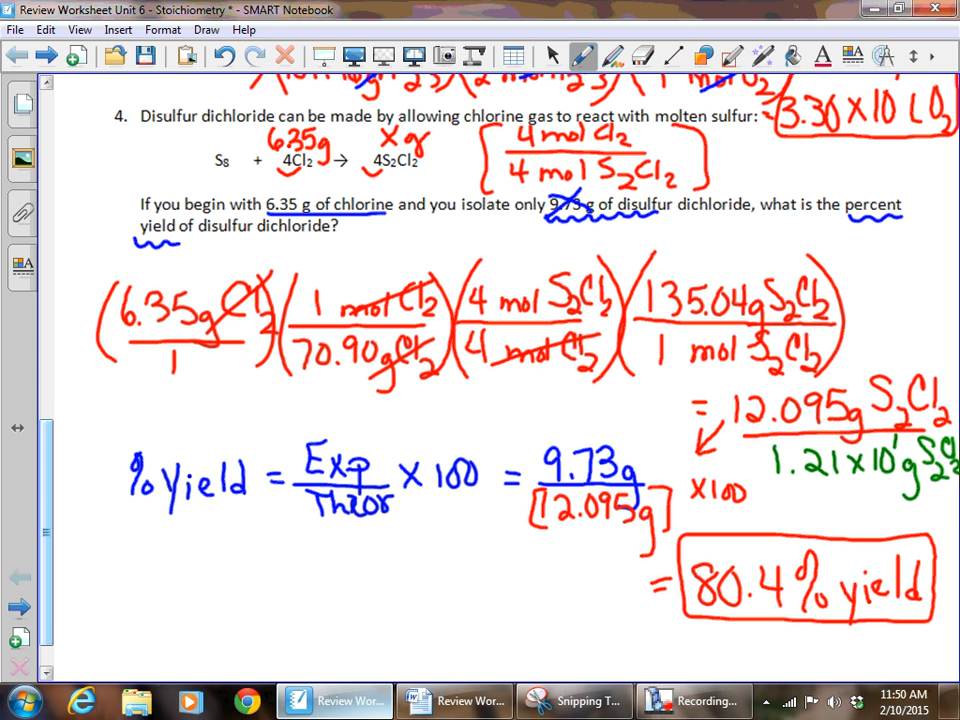 Review Worksheet Unit 6 - Stoichiometry * - SMART Notebook
File Edit View Insert Format Draw Help
= 3.30 x 10 L O2
4. Disulfur dichloride can be made by allowing chlorine gas to react with molten sulfur:
6.35g x g
S8 + 4Cl2 → 4S2Cl2
4 mol Cl2
4 mol S2Cl2
If you begin with 6.35 g of chlorine and you isolate only 9.73 g of disulfur dichloride, what is the percent
yield of disulfur dichloride?
(6.35g Cl2 / 1) (1 mol Cl2 / 70.90g Cl2) (4 mol S2Cl2 / 4 mol Cl2) (135.04g S2Cl2 / 1 mol S2Cl2)
= 12.095g S2Cl2
1.21 x 10^1 g S2Cl2
% Yield = Exp / Theor x 100 = 9.73g / [12.095g] x100
= 80.4% yield
Review Wor... Review Wor... Snipping T... Recording... 11:50 AM
2/10/2015